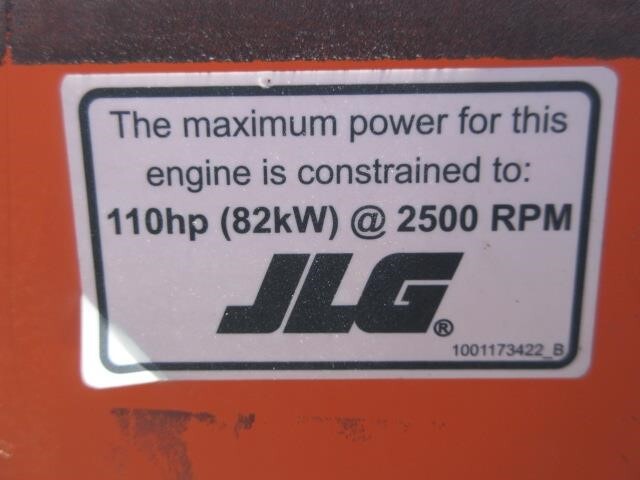 The maximum power for this
engine is constrained to:
110hp (82kW) @ 2500 RPM
JLG®
1001173422_B